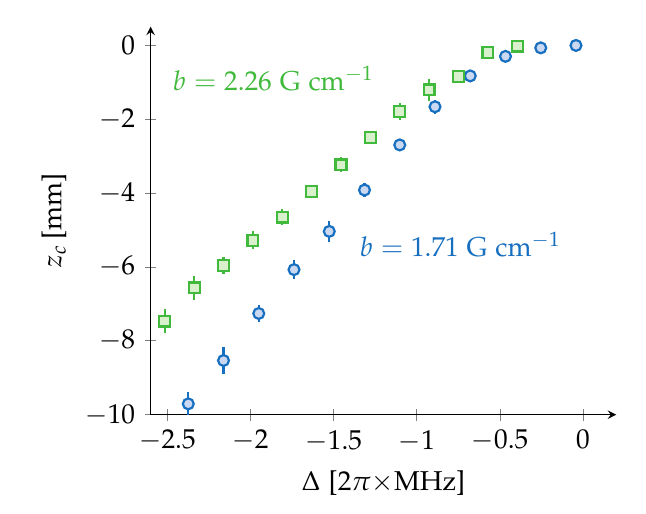 0
−2
−4
−6
−8
−10
z_c [mm]
b = 2.26 G cm⁻¹
b = 1.71 G cm⁻¹
−2.5 −2 −1.5 −1 −0.5 0
Δ [2π×MHz]